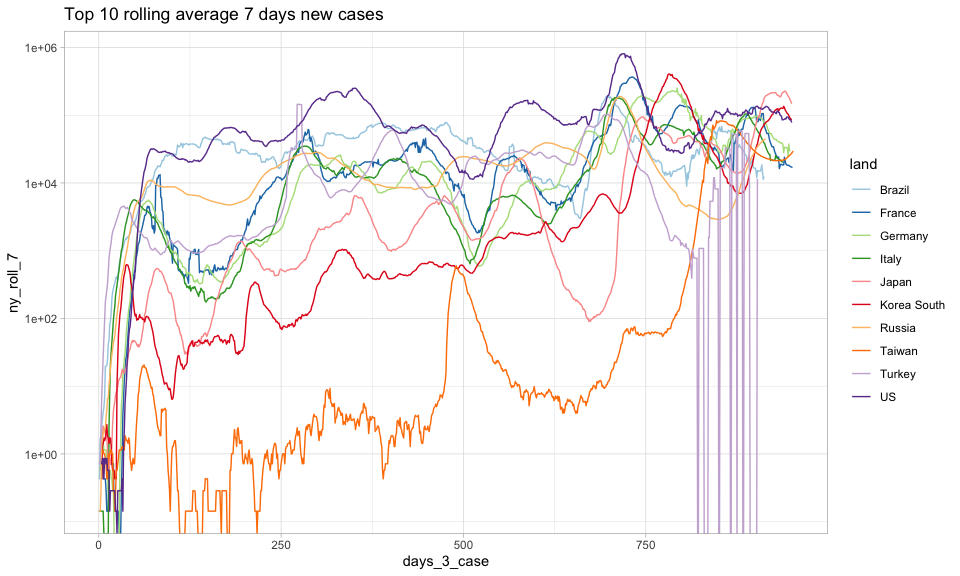 Top 10 rolling average 7 days new cases
1e+06
1e+04
1e+02
1e+00
ny_roll_7
0
250
500
750
days_3_case
land
Brazil
France
Germany
Italy
Japan
Korea South
Russia
Taiwan
Turkey
US